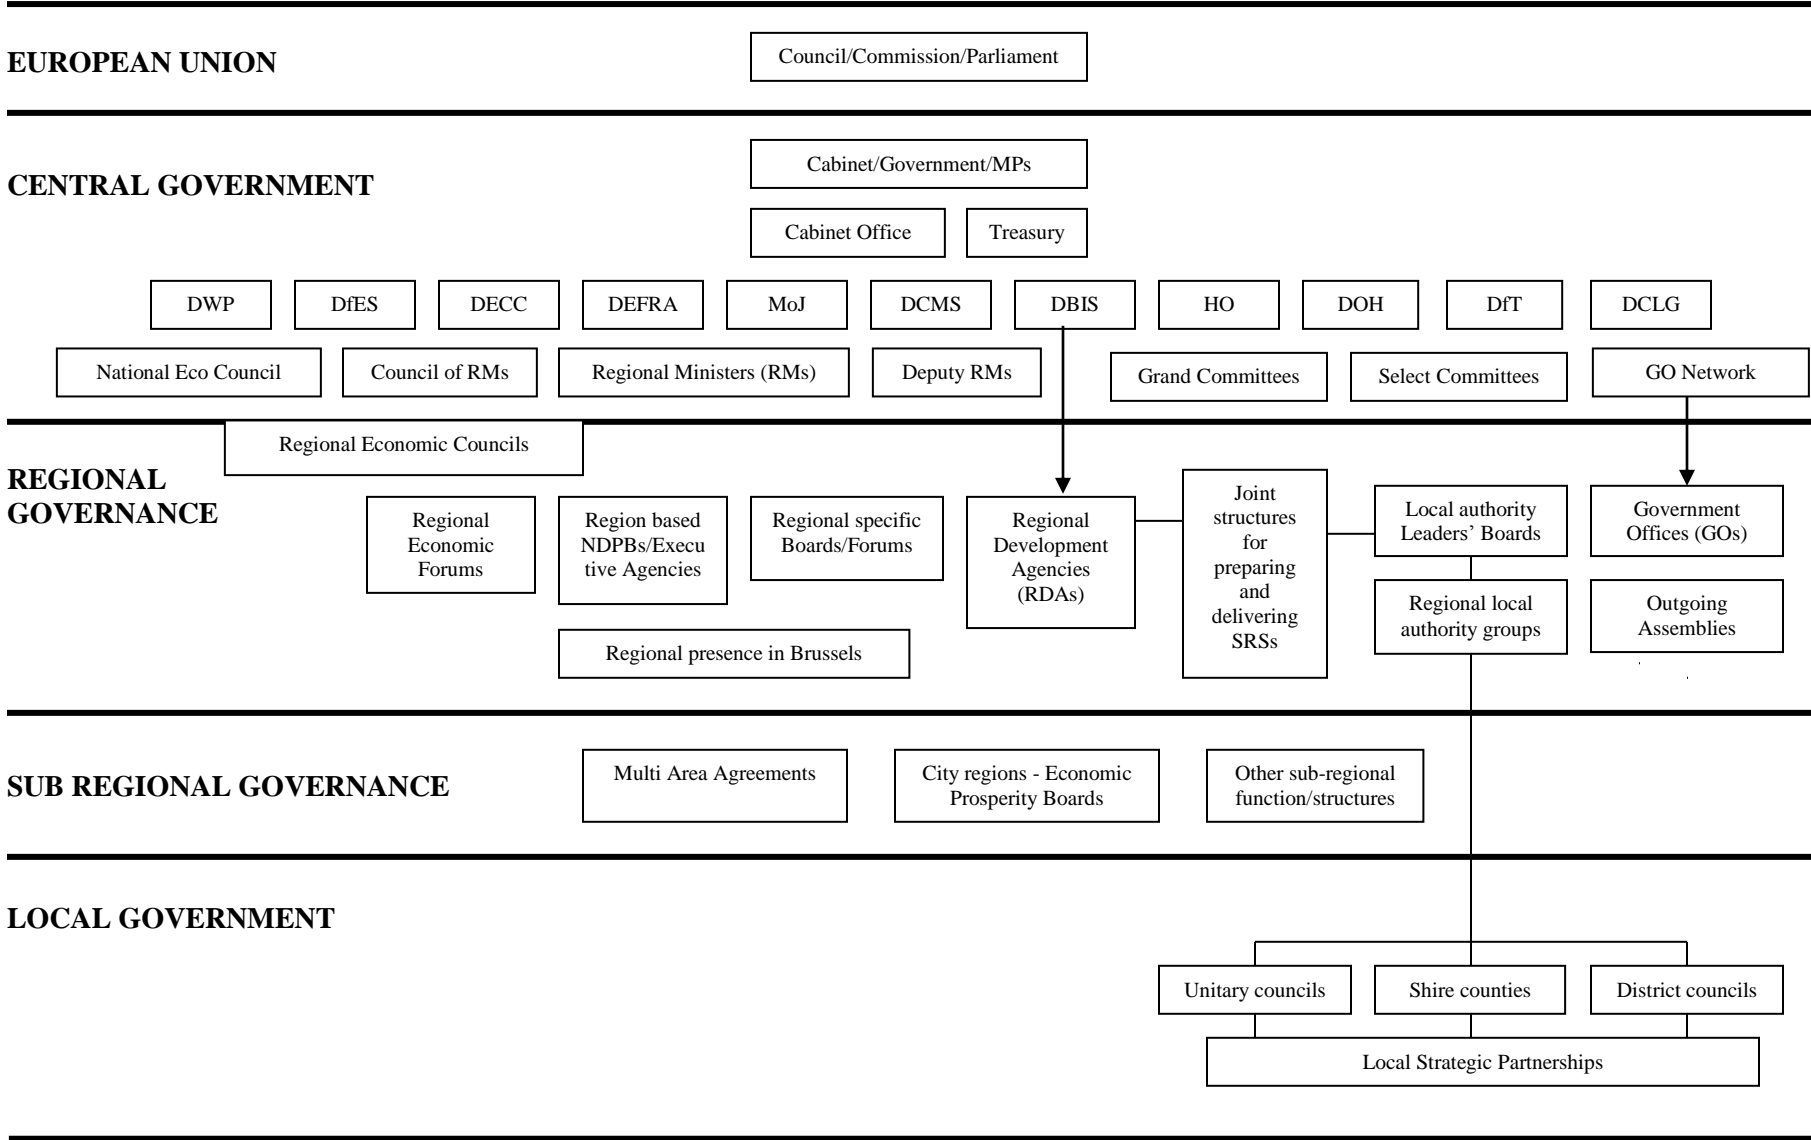 EUROPEAN UNION
Council/Commission/Parliament
CENTRAL GOVERNMENT
Cabinet/Government/MPs
Cabinet Office
Treasury
DWP
DfES
DECC
DEFRA
MoJ
DCMS
DBIS
HO
DOH
DfT
DCLG
National Eco Council
Council of RMs
Regional Ministers (RMs)
Deputy RMs
Grand Committees
Select Committees
GO Network
Regional Economic Councils
REGIONAL
GOVERNANCE
Regional
Economic
Forums
Region based
NDPBs/Execu
tive Agencies
Regional specific
Boards/Forums
Regional
Development
Agencies
(RDAs)
Joint
structures
for
preparing
and
delivering
SRSs
Local authority
Leaders’ Boards
Government
Offices (GOs)
Regional local
authority groups
Outgoing
Assemblies
Regional presence in Brussels
SUB REGIONAL GOVERNANCE
Multi Area Agreements
City regions - Economic
Prosperity Boards
Other sub-regional
function/structures
LOCAL GOVERNMENT
Unitary councils
Shire counties
District councils
Local Strategic Partnerships